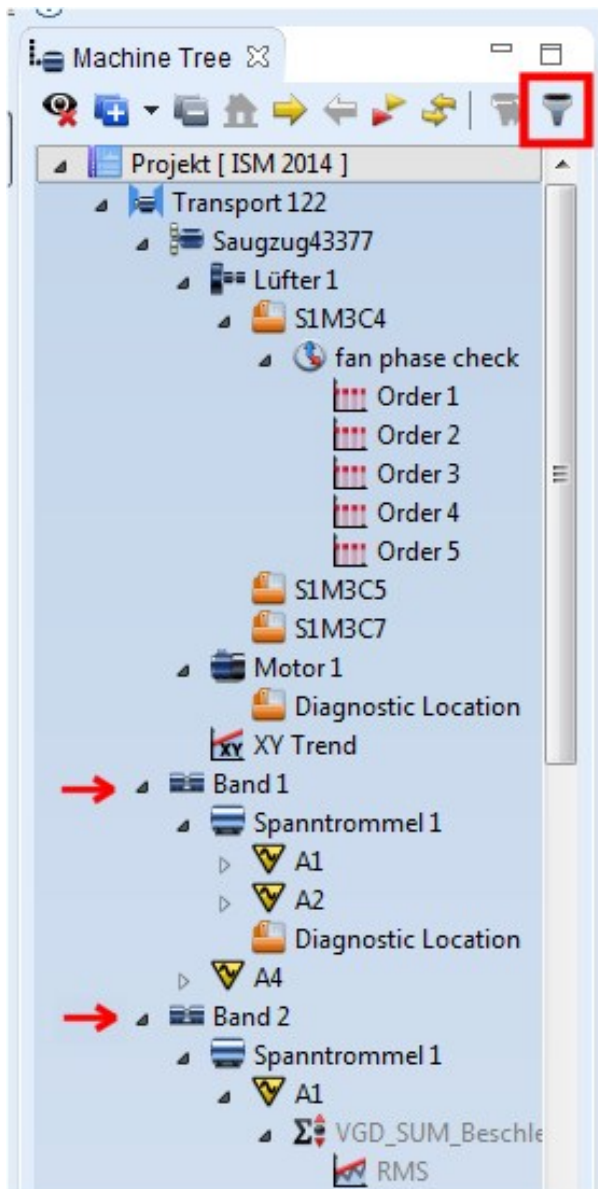 Machine Tree
Projekt [ ISM 2014 ]
Transport 122
Saugzug43377
Lüfter 1
S1M3C4
fan phase check
Order 1
Order 2
Order 3
Order 4
Order 5
S1M3C5
S1M3C7
Motor 1
Diagnostic Location
XY XY Trend
Band 1
Spanntrommel 1
A1
A2
Diagnostic Location
A4
Band 2
Spanntrommel 1
A1
Σ VGD_SUM_Beschle
RMS